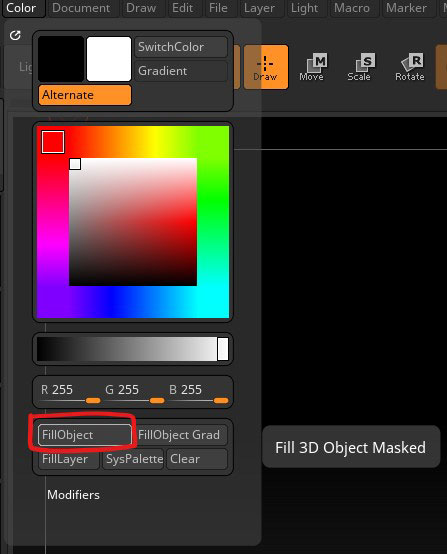 Color Document Draw Edit File Layer Light Macro Marker
SwitchColor
Gradient
Alternate
Draw Move Scale Rotate
M S R
R 255 G 255 B 255
FillObject FillObject Grad
FillLayer SysPalette Clear
Fill 3D Object Masked
Modifiers